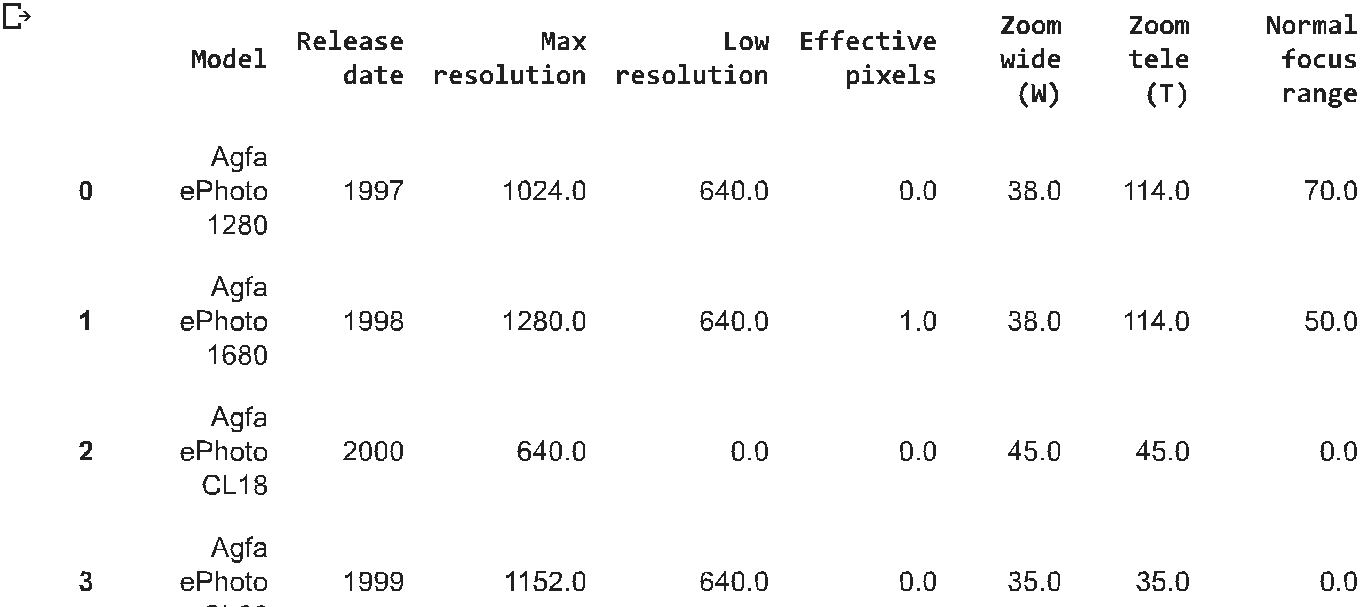 Model Release date Max resolution Low resolution Effective pixels Zoom wide (W) Zoom tele (T) Normal focus range
0 Agfa ePhoto 1280 1997 1024.0 640.0 0.0 38.0 114.0 70.0
1 Agfa ePhoto 1680 1998 1280.0 640.0 1.0 38.0 114.0 50.0
2 Agfa ePhoto CL18 2000 640.0 0.0 0.0 45.0 45.0 0.0
3 Agfa ePhoto 1999 1152.0 640.0 0.0 35.0 35.0 0.0